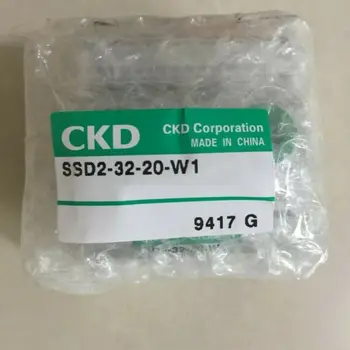 CKD
CKD Corporation
MADE IN CHINA
SSD2-32-20-W1
9417 G